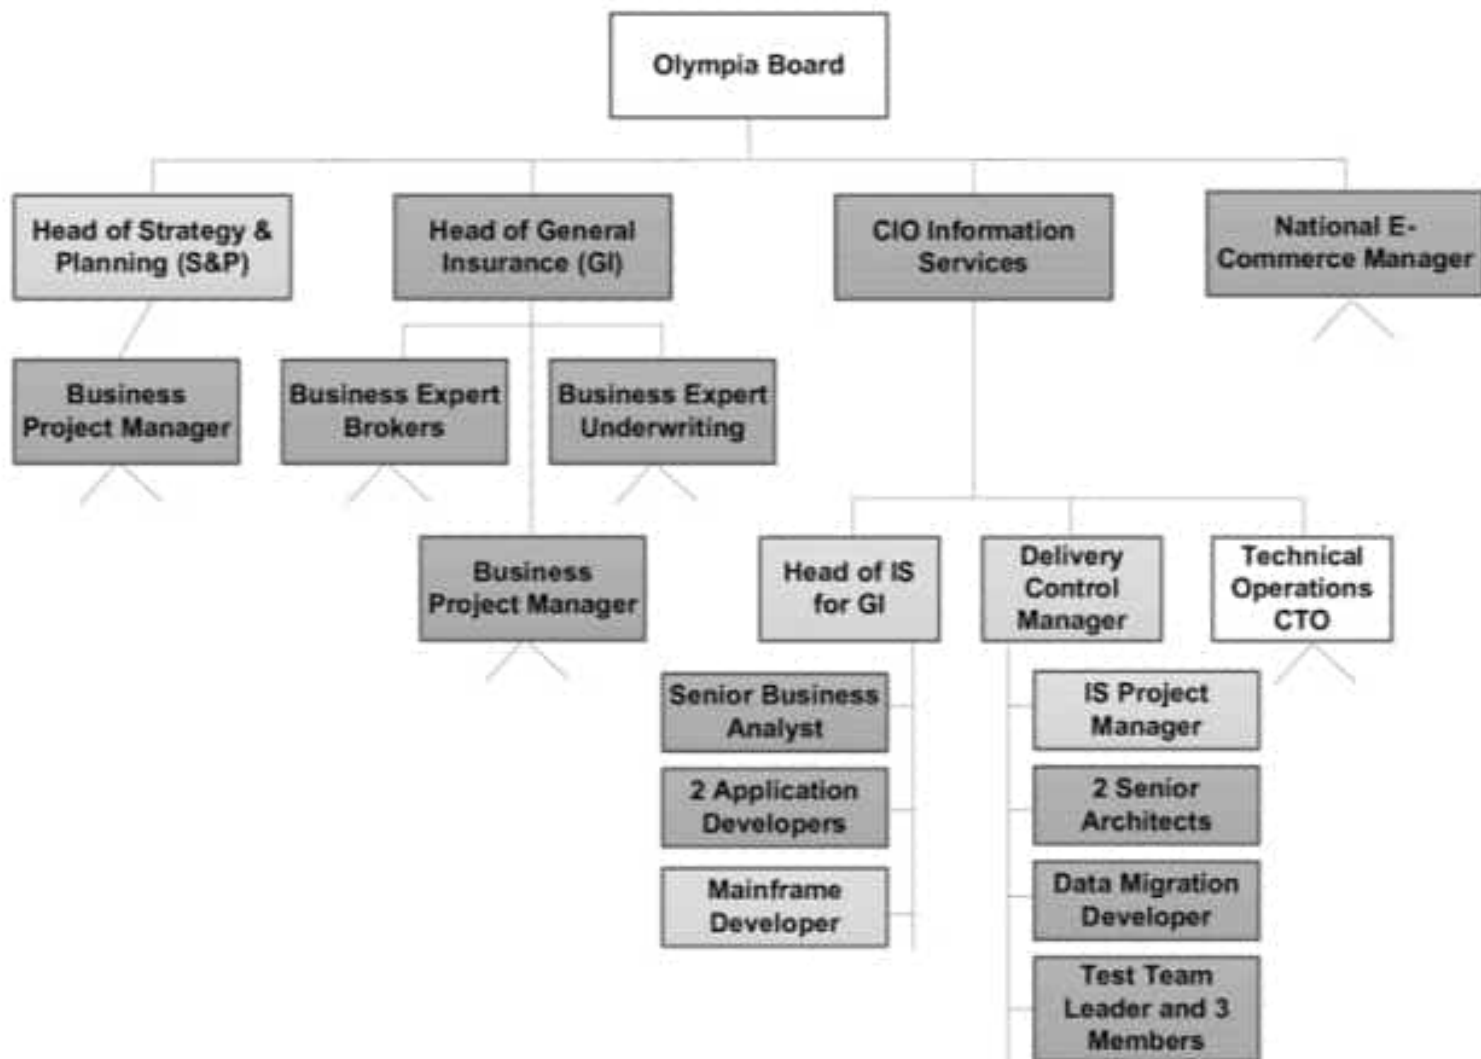 Olympia Board
Head of Strategy &
Planning (S&P)
Head of General
Insurance (GI)
CIO Information
Services
National E-
Commerce Manager
Business
Project Manager
Business Expert
Brokers
Business Expert
Underwriting
Business
Project Manager
Head of IS
for GI
Delivery
Control
Manager
Technical
Operations
CTO
Senior Business
Analyst
2 Application
Developers
Mainframe
Developer
IS Project
Manager
2 Senior
Architects
Data Migration
Developer
Test Team
Leader and 3
Members